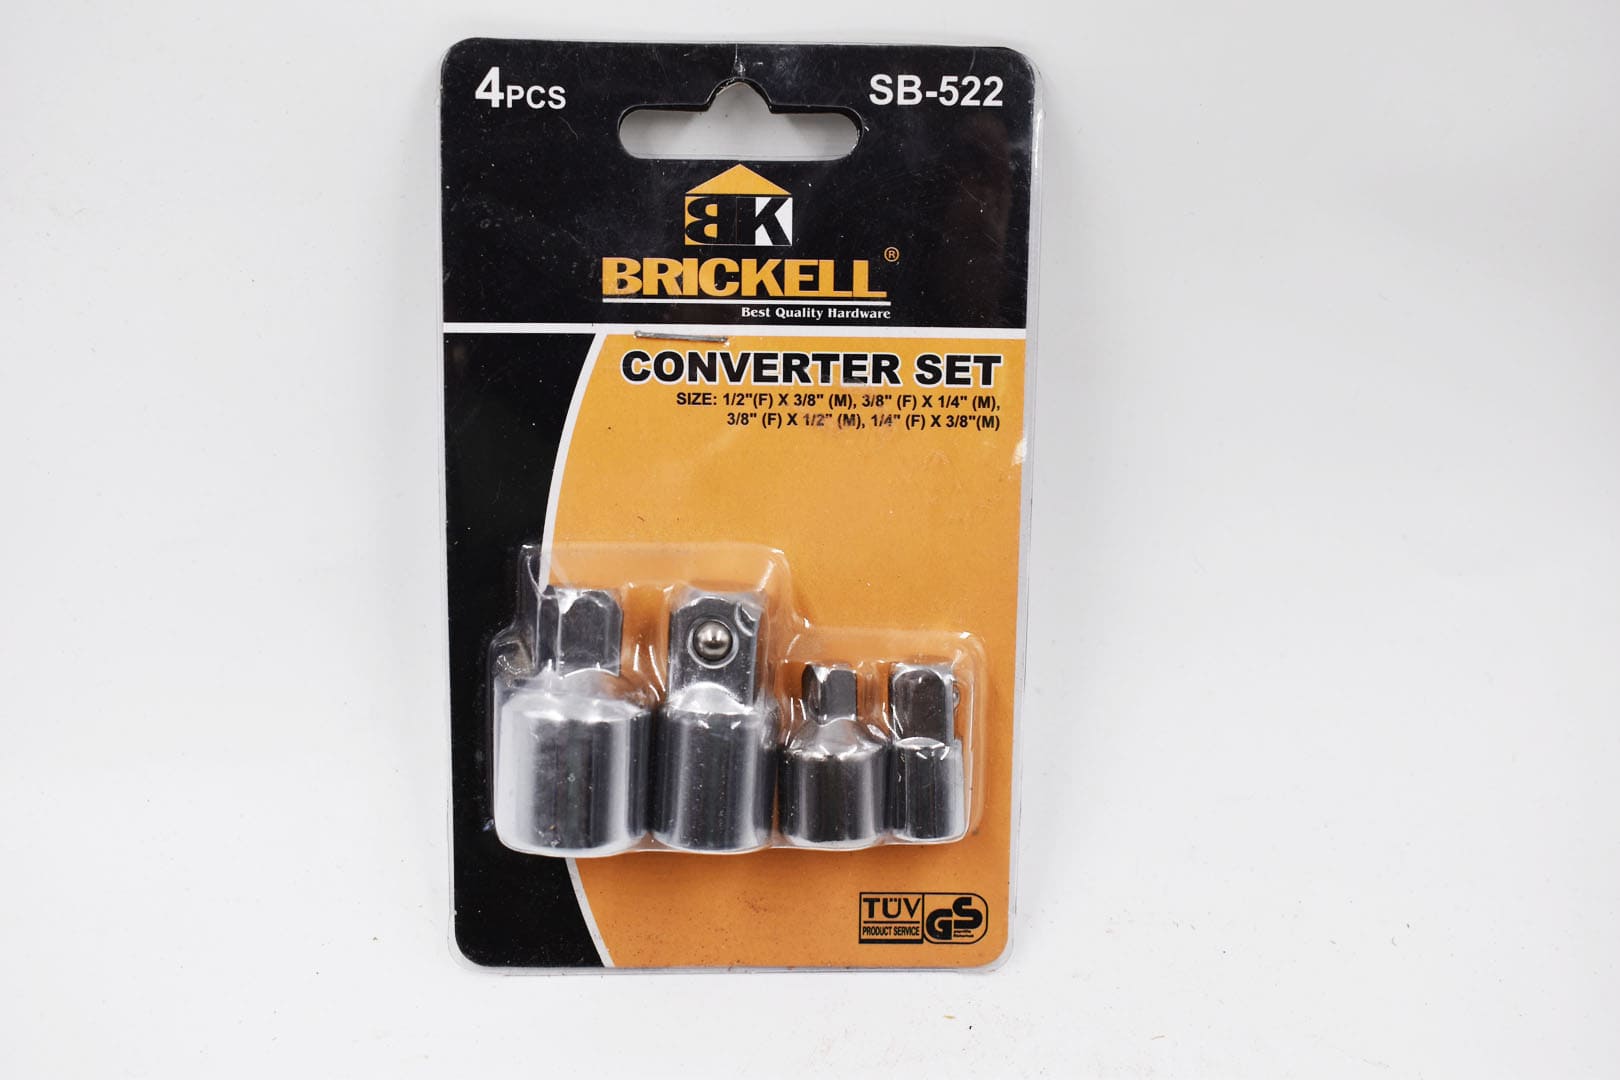 4PCS
SB-522
BK
BRICKELL®
Best Quality Hardware
CONVERTER SET
SIZE: 1/2"(F) X 3/8" (M), 3/8" (F) X 1/4" (M),
3/8" (F) X 1/2" (M), 1/4" (F) X 3/8"(M)
TÜV
PRODUCT SERVICE
GS